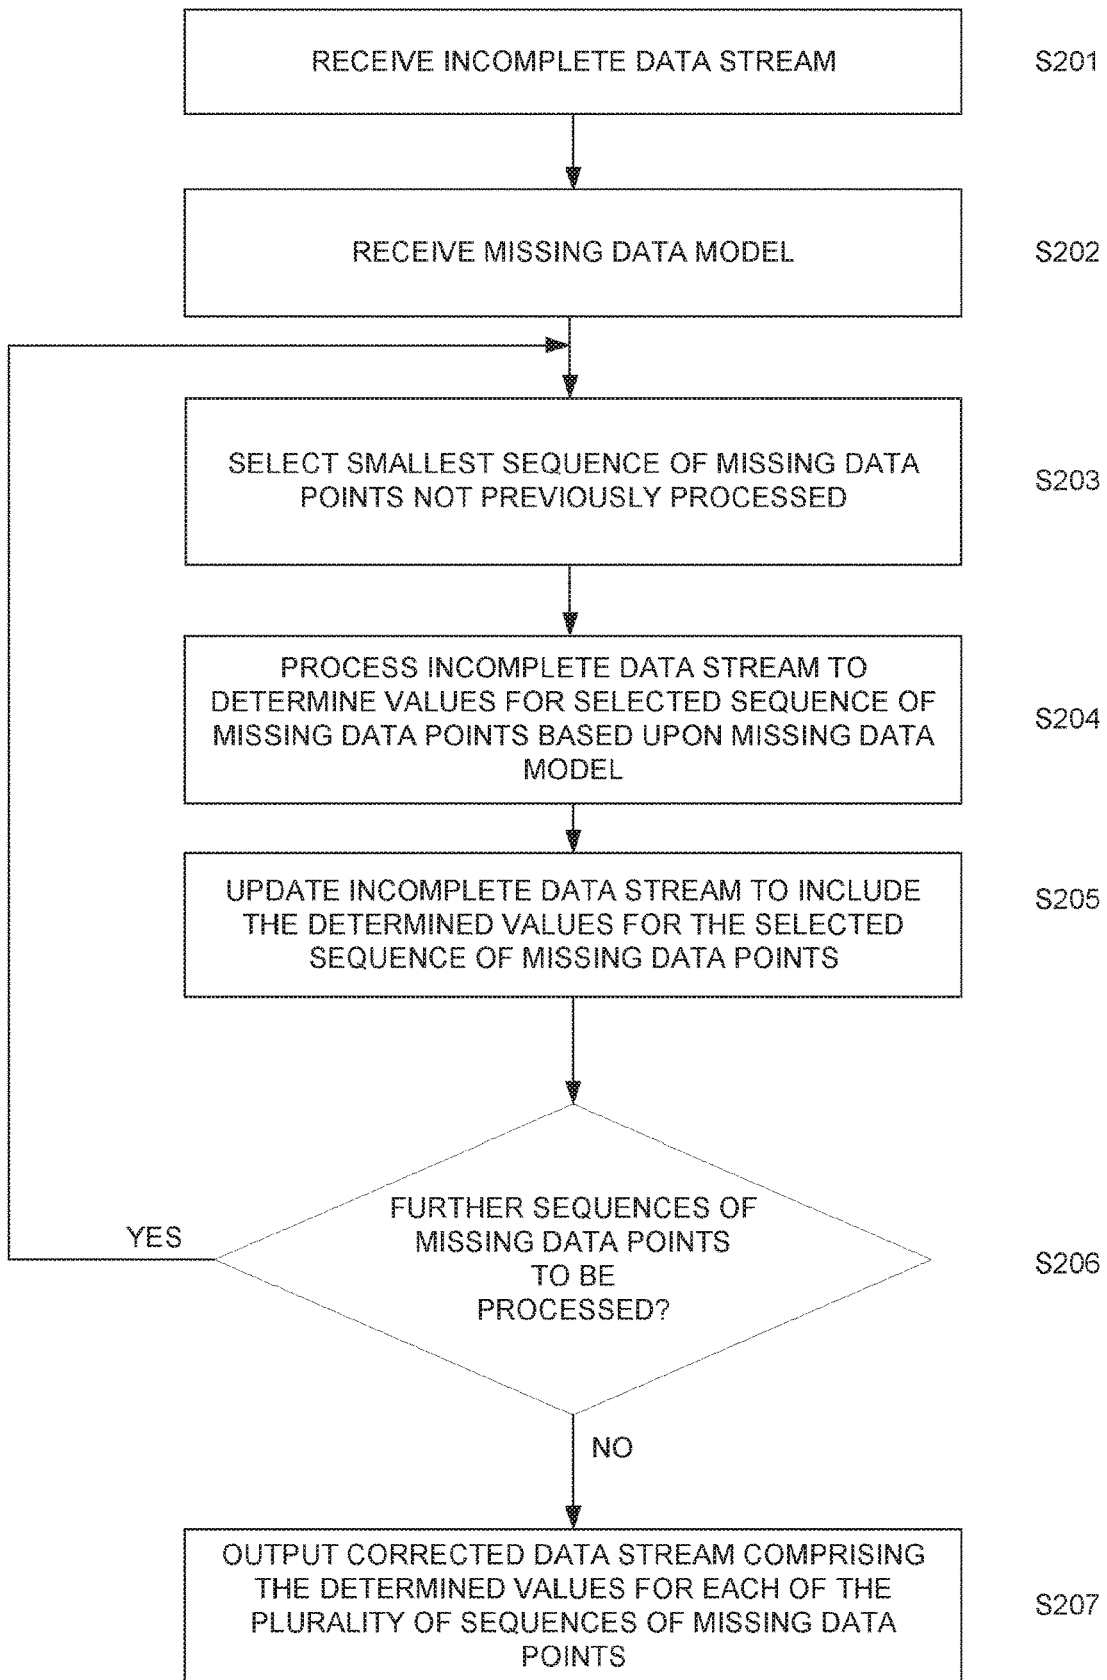 RECEIVE INCOMPLETE DATA STREAM
S201
RECEIVE MISSING DATA MODEL
S202
SELECT SMALLEST SEQUENCE OF MISSING DATA
POINTS NOT PREVIOUSLY PROCESSED
S203
PROCESS INCOMPLETE DATA STREAM TO
DETERMINE VALUES FOR SELECTED SEQUENCE OF
MISSING DATA POINTS BASED UPON MISSING DATA
MODEL
S204
UPDATE INCOMPLETE DATA STREAM TO INCLUDE
THE DETERMINED VALUES FOR THE SELECTED
SEQUENCE OF MISSING DATA POINTS
S205
YES
FURTHER SEQUENCES OF
MISSING DATA POINTS
TO BE
PROCESSED?
S206
NO
OUTPUT CORRECTED DATA STREAM COMPRISING
THE DETERMINED VALUES FOR EACH OF THE
PLURALITY OF SEQUENCES OF MISSING DATA
POINTS
S207